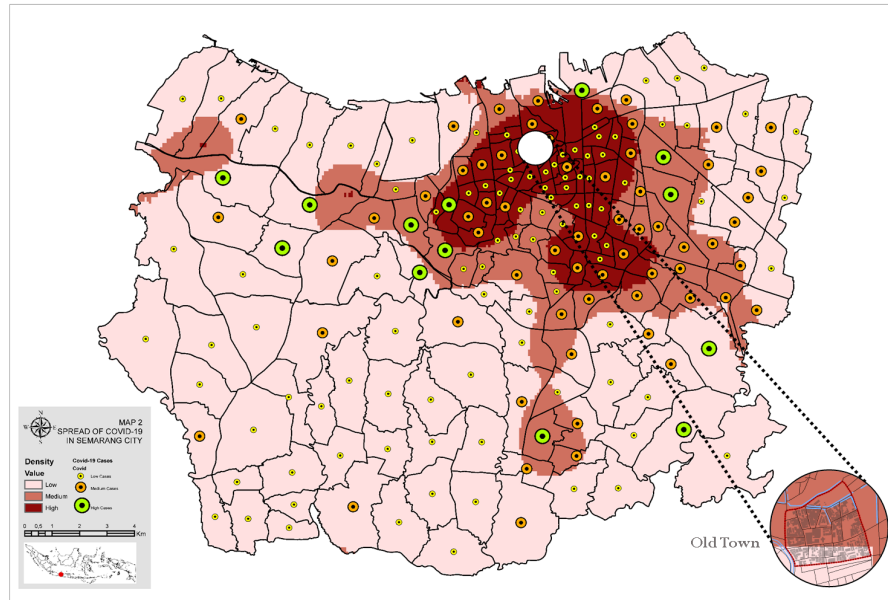 Old Town
MAP 2
SPREAD OF COVID-19
IN SEMARANG CITY
N
W
E
S
Density
Value
Low
Medium
High
Covid-19 Cases
Covid
Low Cases
Medium Cases
High Cases
0 0,5 1 2 3 4
Km